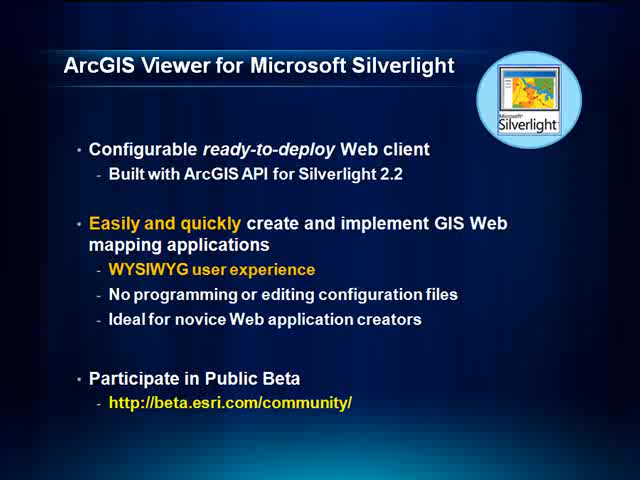 ArcGIS Viewer for Microsoft Silverlight
Microsoft
Silverlight
• Configurable ready-to-deploy Web client
- Built with ArcGIS API for Silverlight 2.2
• Easily and quickly create and implement GIS Web
mapping applications
- WYSIWYG user experience
- No programming or editing configuration files
- Ideal for novice Web application creators
• Participate in Public Beta
- http://beta.esri.com/community/